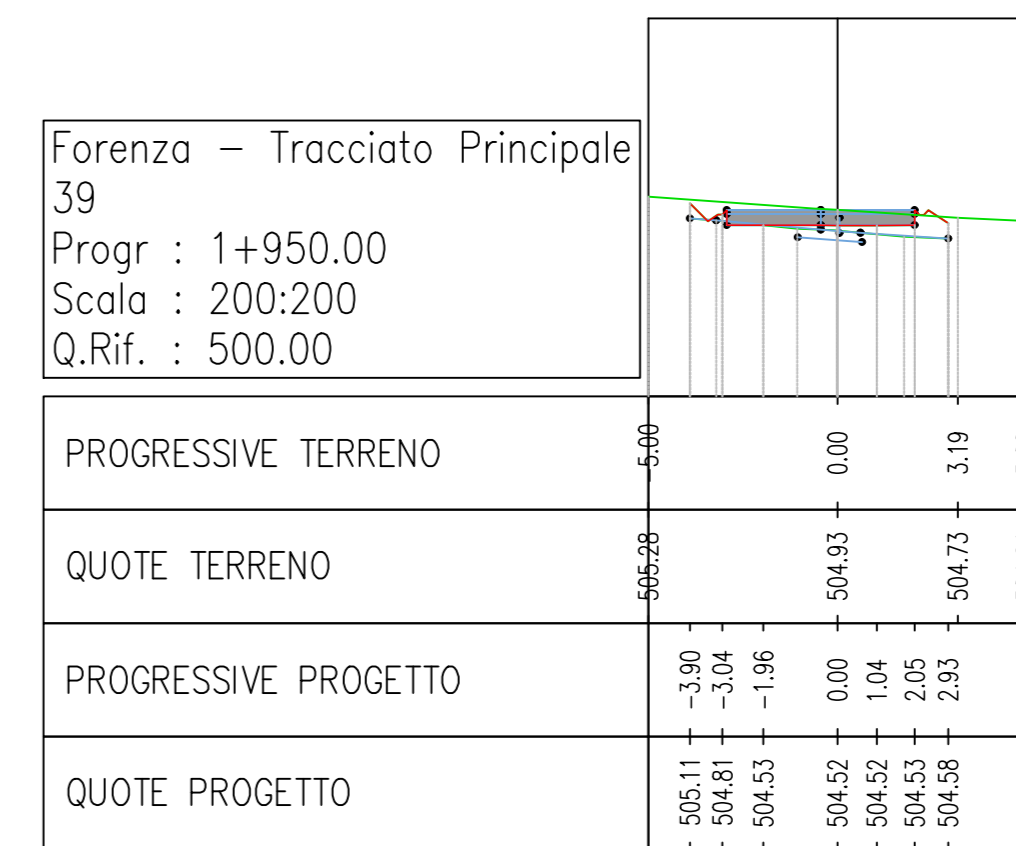 Forenza – Tracciato Principale
39
Progr : 1+950.00
Scala : 200:200
Q.Rif. : 500.00
PROGRESSIVE TERRENO -5.00 0.00 3.19
QUOTE TERRENO 505.28 504.93 504.73
PROGRESSIVE PROGETTO -3.90 -3.04 -1.96 0.00 1.04 2.05 2.93
QUOTE PROGETTO 505.11 504.81 504.53 504.52 504.52 504.53 504.58